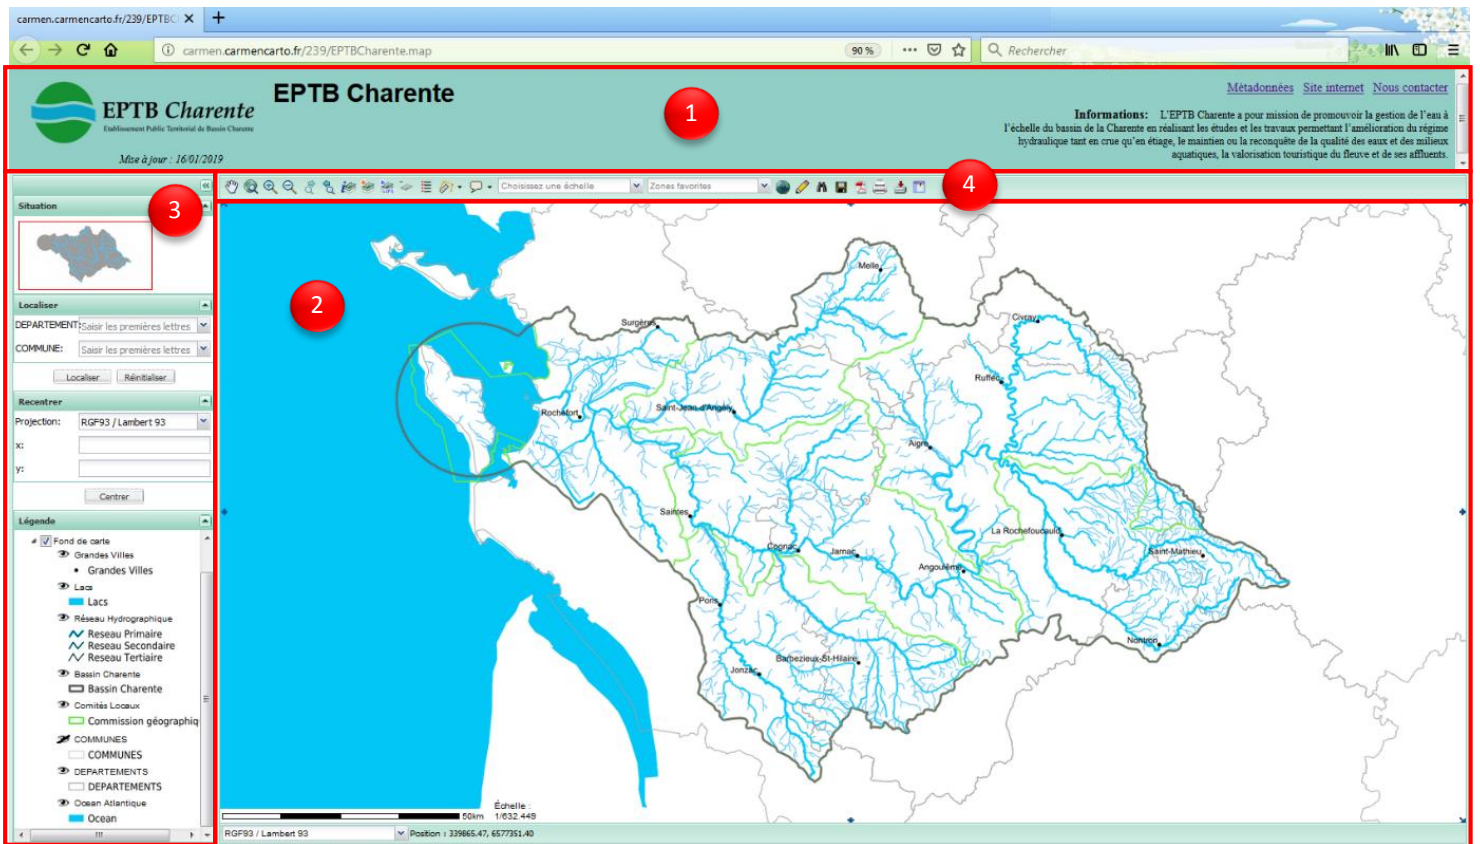 carmen.carmencarto.fr/239/EPTBC
carmen.carmencarto.fr/239/EPTBCharente.map
90 %
Rechercher
EPTB Charente
Etablissement Public Territorial de Bassin Charente
Mise à jour : 16/01/2019
EPTB Charente
1
Métadonnées Site internet Nous contacter
Informations: L'EPTB Charente a pour mission de promouvoir la gestion de l'eau à
l'échelle du bassin de la Charente en réalisant les études et les travaux permettant l'amélioration du régime
hydraulique tant en crue qu'en étiage, le maintien ou la reconquête de la qualité des eaux et des milieux
aquatiques, la valorisation touristique du fleuve et de ses affluents.
Choisissez une échelle
Zones favorites
4
3
Situation
Localiser
DEPARTEMENT: Saisir les premières lettres
COMMUNE: Saisir les premières lettres
Localiser Réinitialiser
Recentrer
Projection: RGF93 / Lambert 93
x:
y:
Centrer
Légende
Fond de carte
Grandes Villes
Grandes Villes
Lacs
Lacs
Réseau Hydrographique
Reseau Primaire
Reseau Secondaire
Reseau Tertiaire
Bassin Charente
Bassin Charente
Comités Locaux
Commission géographiq
COMMUNES
COMMUNES
DEPARTEMENTS
DEPARTEMENTS
Ocean Atlantique
Ocean
2
Melle
Surgères
Civray
Ruffec
Rochefort
Saint-Jean-d'Angély
Aigre
Saintes
La Rochefoucauld
Cognac
Jarnac
Saint-Mathieu
Angoulême
Pons
Nontron
Barbezieux-St-Hilaire
Jonzac
50km
Échelle :
1/632.449
RGF93 / Lambert 93
Position : 339865.47, 6577351.40